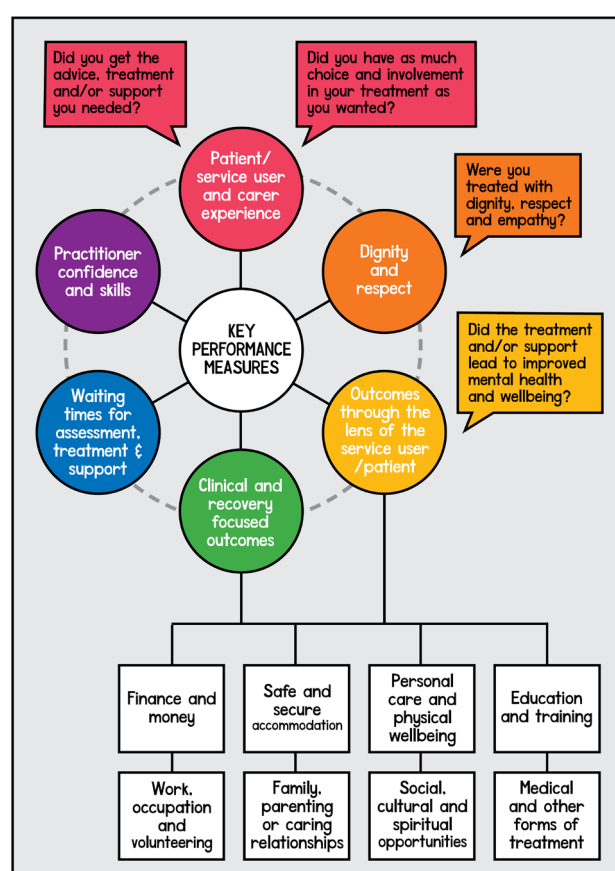 Did you get the
advice, treatment
and/or support
you needed?
Did you have as much
choice and involvement
in your treatment as
you wanted?
Patient/
service user
and carer
experience
Were you
treated with
dignity, respect
and empathy?
Practitioner
confidence
and skills
Dignity
and
respect
KEY
PERFORMANCE
MEASURES
Did the treatment
and/or support
lead to improved
mental health
and wellbeing?
Waiting
times for
assessment,
treatment &
support
Outcomes
through the
lens of the
service user
/patient
Clinical and
recovery
focused
outcomes
Finance and
money
Safe and
secure
accommodation
Personal
care and
physical
wellbeing
Education
and training
Work,
occupation
and
volunteering
Family,
parenting
or caring
relationships
Social,
cultural and
spiritual
opportunities
Medical
and other
forms of
treatment